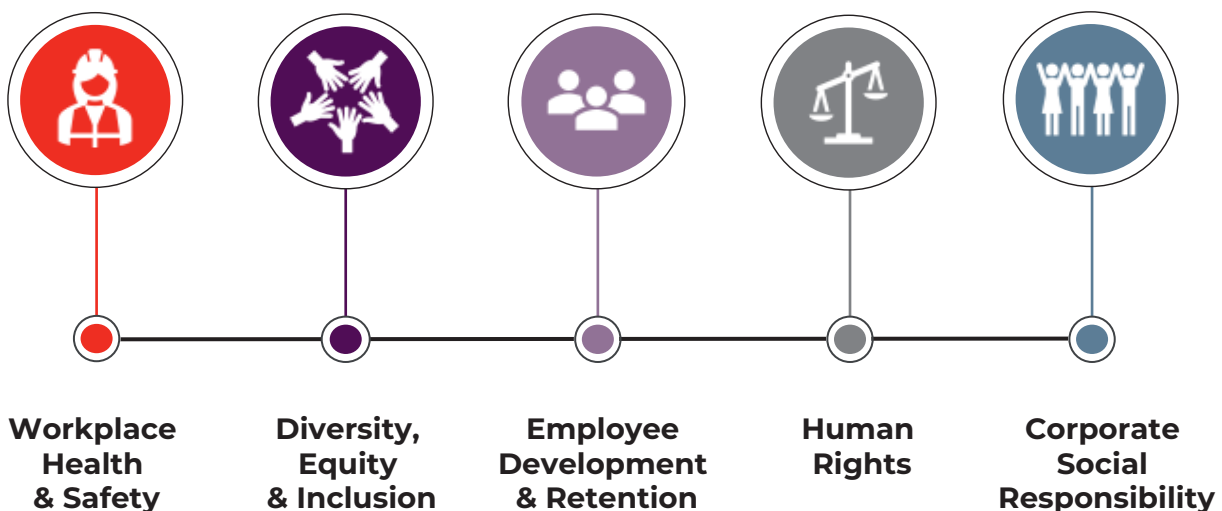 Workplace
Health
& Safety
Diversity,
Equity
& Inclusion
Employee
Development
& Retention
Human
Rights
Corporate
Social
Responsibility